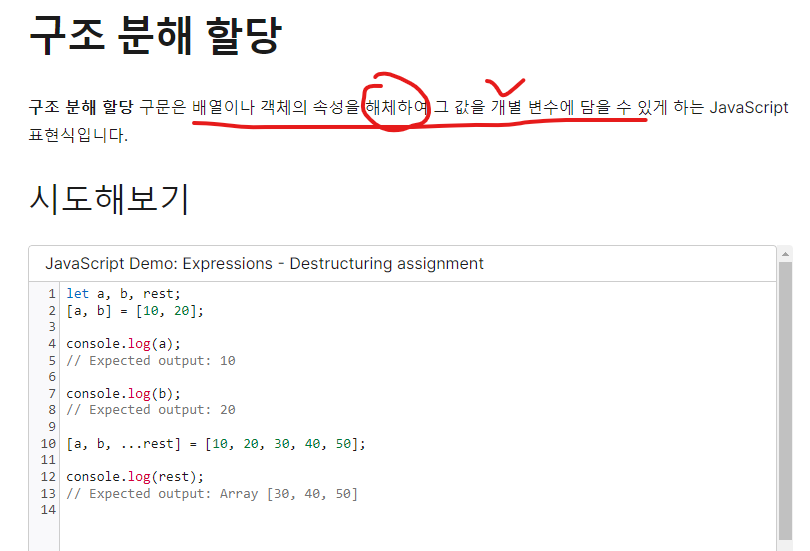 구조 분해 할당
구조 분해 할당 구문은 배열이나 객체의 속성을 해체하여 그 값을 개별 변수에 담을 수 있게 하는 JavaScript
표현식입니다.
시도해보기
JavaScript Demo: Expressions - Destructuring assignment
1 let a, b, rest;
2 [a, b] = [10, 20];
3
4 console.log(a);
5 // Expected output: 10
6
7 console.log(b);
8 // Expected output: 20
9
10 [a, b, ...rest] = [10, 20, 30, 40, 50];
11
12 console.log(rest);
13 // Expected output: Array [30, 40, 50]
14